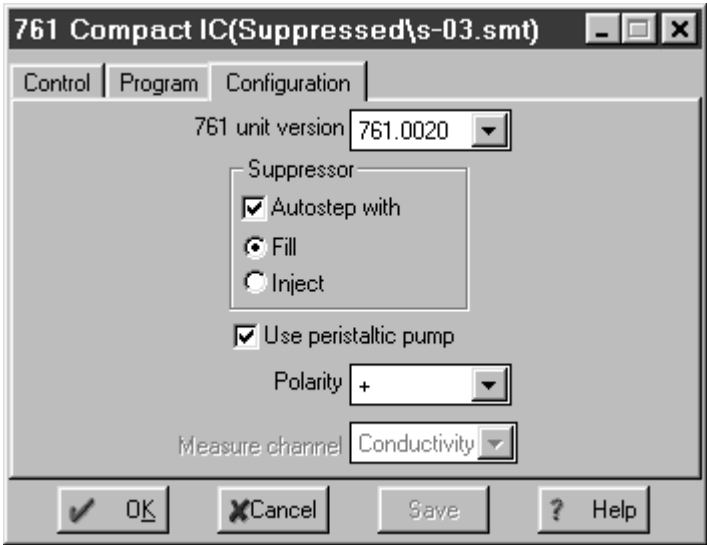 761 Compact IC(Suppressed\s-03.smt)
Control Program Configuration
761 unit version 761.0020
Suppressor
Autostep with
Fill
Inject
Use peristaltic pump
Polarity +
Measure channel Conductivity
OK Cancel Save ? Help